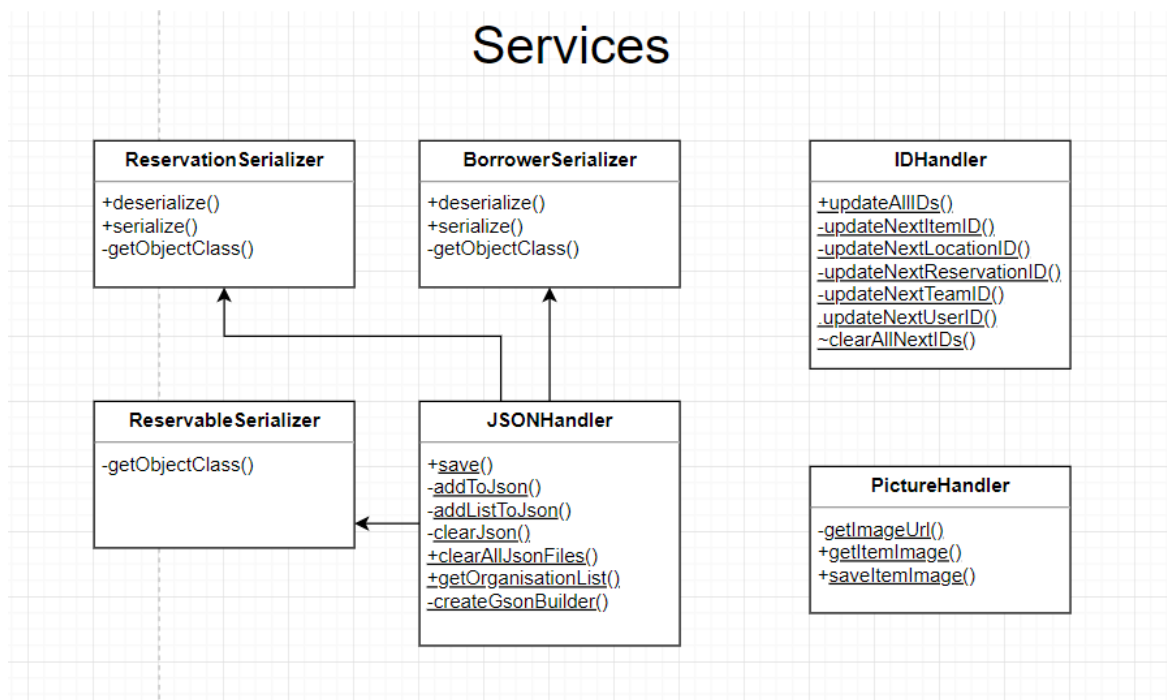 Services
ReservationSerializer
+deserialize()
+serialize()
-getObjectClass()
BorrowerSerializer
+deserialize()
+serialize()
-getObjectClass()
IDHandler
+updateAllIDs()
-updateNextItemID()
-updateNextLocationID()
-updateNextReservationID()
-updateNextTeamID()
.updateNextUserID()
~clearAllNextIDs()
ReservableSerializer
-getObjectClass()
JSONHandler
+save()
-addToJson()
-addListToJson()
-clearJson()
+clearAllJsonFiles()
+getOrganisationList()
-createGsonBuilder()
PictureHandler
-getImageUrl()
+getItemImage()
+saveItemImage()